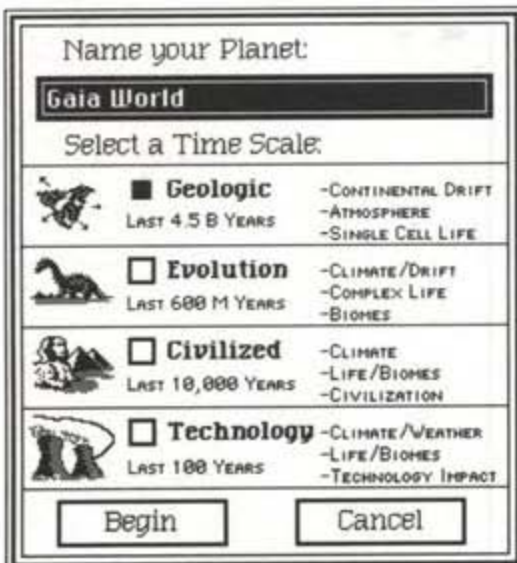 Name your Planet:
Gaia World
Select a Time Scale:
Geologic
Last 4.5 B Years
-Continental Drift
-Atmosphere
-Single Cell Life
Evolution
Last 600 M Years
-Climate/Drift
-Complex Life
-Biomes
Civilized
Last 10,000 Years
-Climate
-Life/Biomes
-Civilization
Technology
Last 100 Years
-Climate/Weather
-Life/Biomes
-Technology Impact
Begin
Cancel